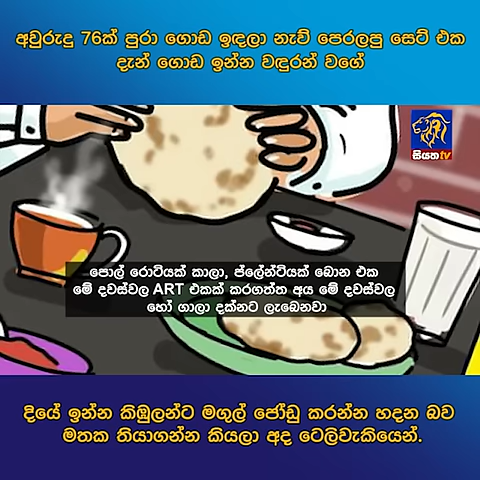 අවුරුදු 76ක් පුරා ගොඩ ඉඳලා නැව් පෙරලපු සෙට් එක
දැන් ගොඩ ඉන්න වඳුරන් වගේ
සියත tv
පොල් රොටියක් කාලා, ප්ලේන්ටියක් බොන එක
මේ දවස්වල ART එකක් කරගත්ත අය මේ දවස්වල
හෝ ගාලා දක්නට ලැබෙනවා
දියේ ඉන්න කිඹුලන්ට මගුල් ජෝඩු කරන්න හදන බව
මතක තියාගන්න කියලා අද ටෙලිවැකියෙන්.